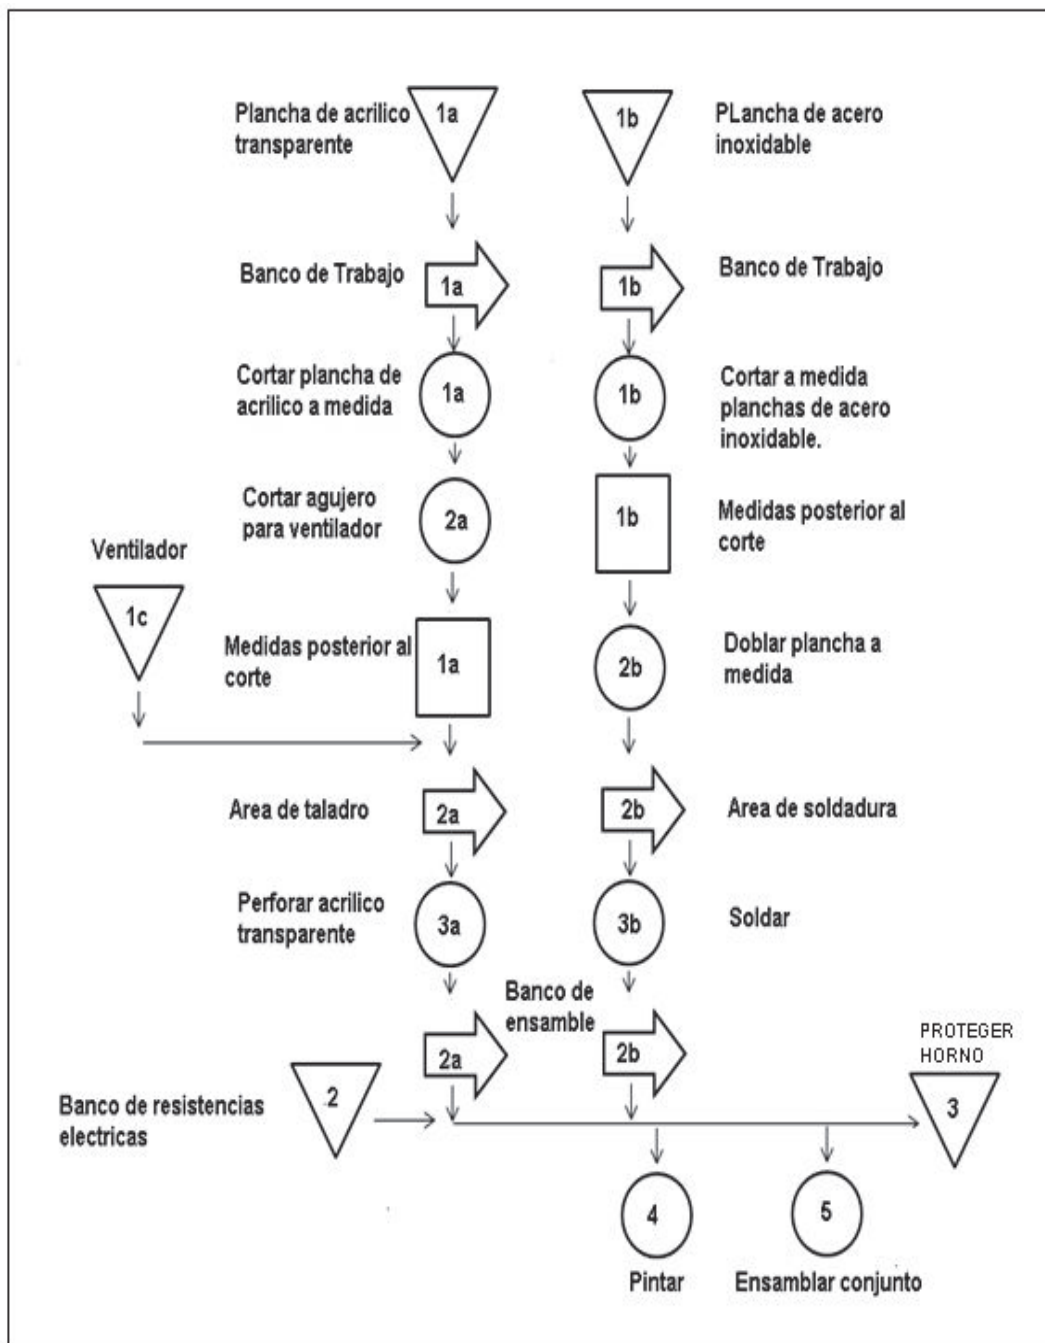 Plancha de acrilico
transparente
1a
1b
PLancha de acero
inoxidable
Banco de Trabajo
1a
1b
Banco de Trabajo
Cortar plancha de
acrilico a medida
1a
1b
Cortar a medida
planchas de acero
inoxidable.
Cortar agujero
para ventilador
2a
1b
Medidas posterior al
corte
Ventilador
1c
Medidas posterior al
corte
1a
2b
Doblar plancha a
medida
Area de taladro
2a
2b
Area de soldadura
Perforar acrilico
transparente
3a
3b
Soldar
Banco de
ensamble
2a
2b
PROTEGER
HORNO
3
Banco de resistencias
electricas
2
4
5
Pintar
Ensamblar conjunto